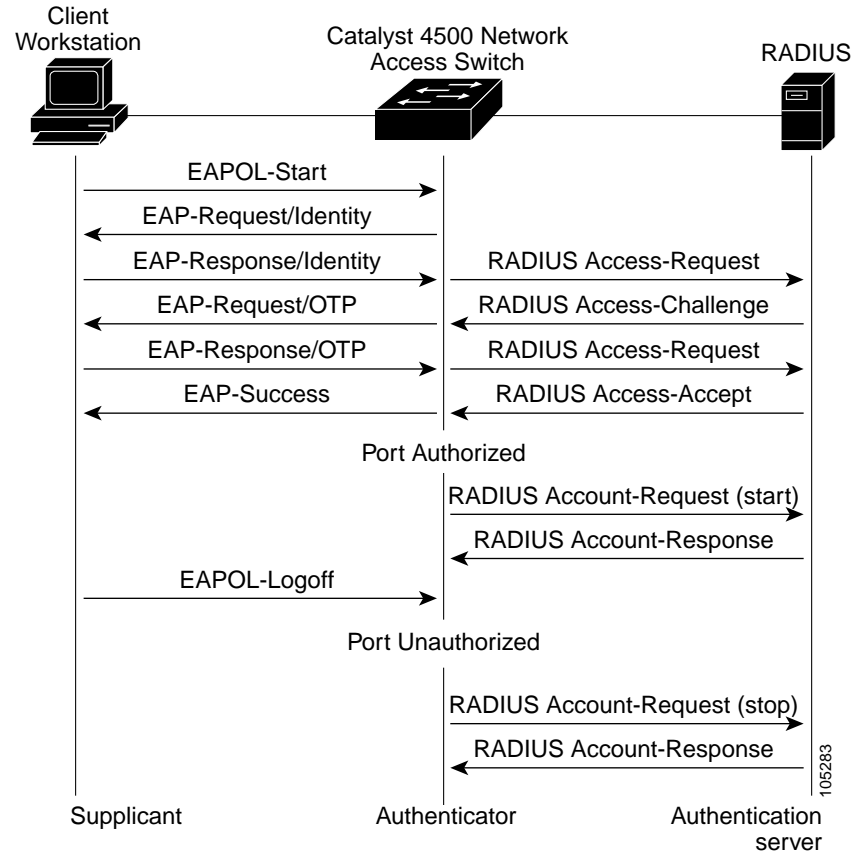 Client
Workstation
Catalyst 4500 Network
Access Switch
RADIUS
EAPOL-Start
EAP-Request/Identity
EAP-Response/Identity
RADIUS Access-Request
EAP-Request/OTP
RADIUS Access-Challenge
EAP-Response/OTP
RADIUS Access-Request
EAP-Success
RADIUS Access-Accept
Port Authorized
RADIUS Account-Request (start)
RADIUS Account-Response
EAPOL-Logoff
Port Unauthorized
RADIUS Account-Request (stop)
RADIUS Account-Response
105283
Supplicant
Authenticator
Authentication
server